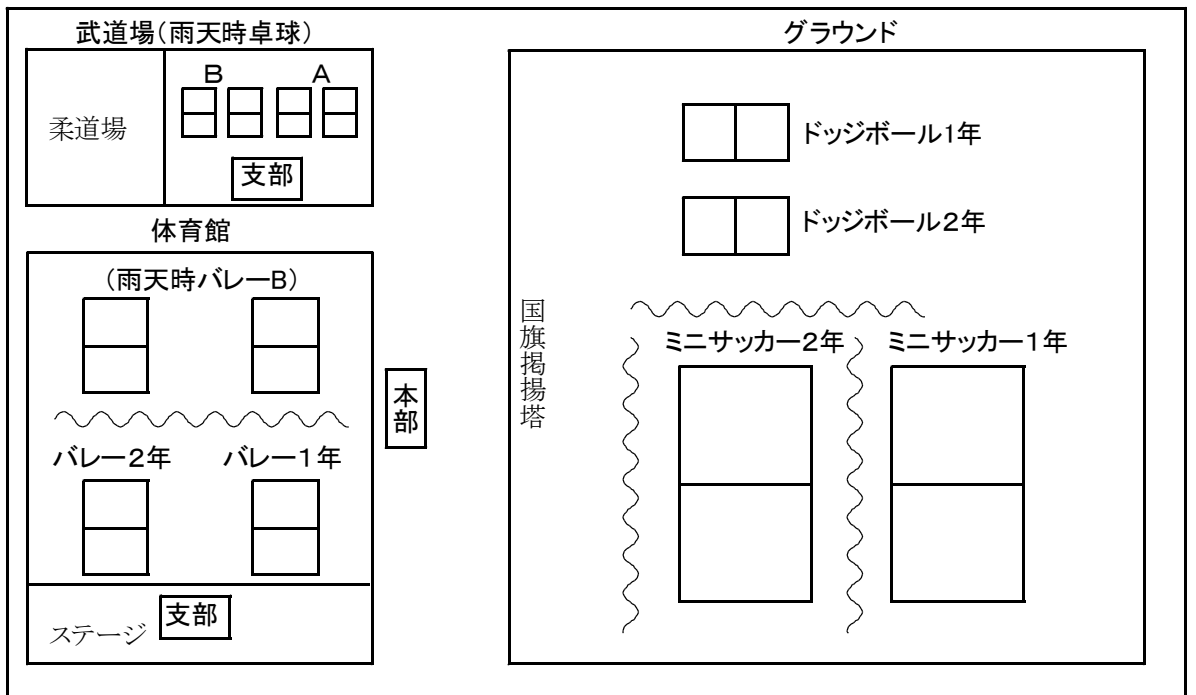 武道場(雨天時卓球)
B A
柔道場
支部
体育館
(雨天時バレーB)
本部
バレー2年 バレー1年
ステージ
支部
グラウンド
ドッジボール1年
ドッジボール2年
国旗掲揚塔
ミニサッカー2年 ミニサッカー1年